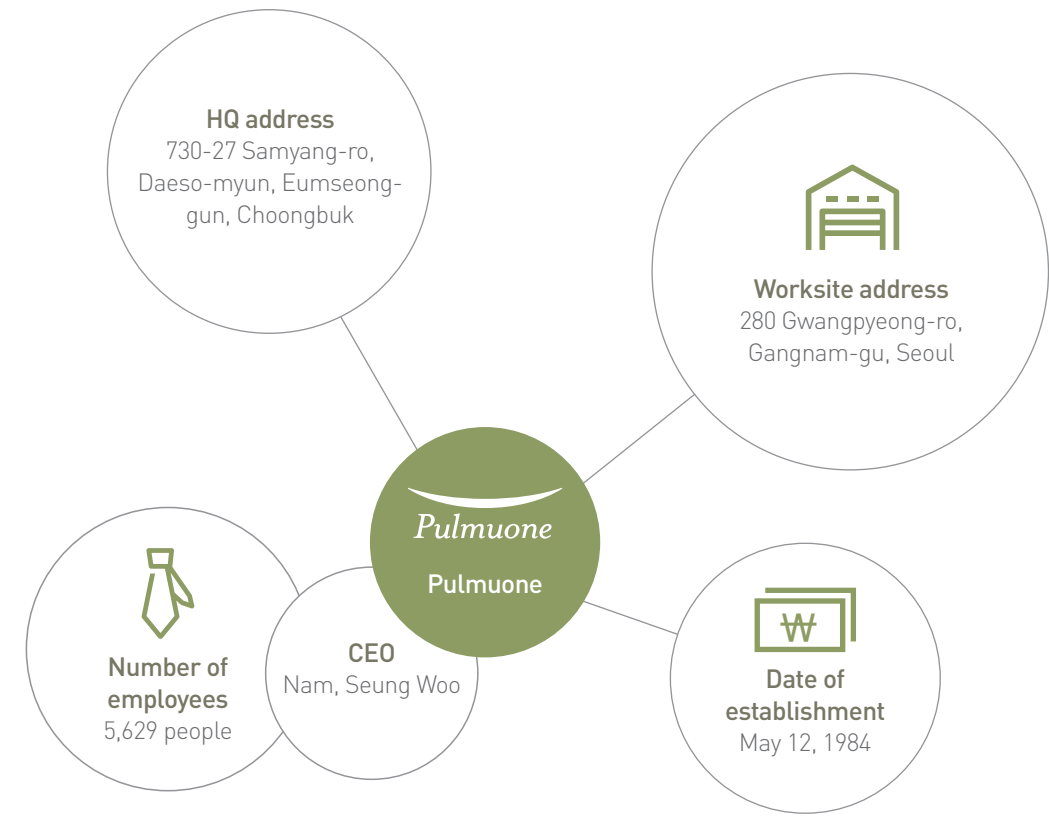 HQ address
730-27 Samyang-ro,
Daeso-myun, Eumseong-
gun, Choongbuk
Worksite address
280 Gwangpyeong-ro,
Gangnam-gu, Seoul
Pulmuone
Pulmuone
Number of
employees
5,629 people
CEO
Nam, Seung Woo
₩
Date of
establishment
May 12, 1984